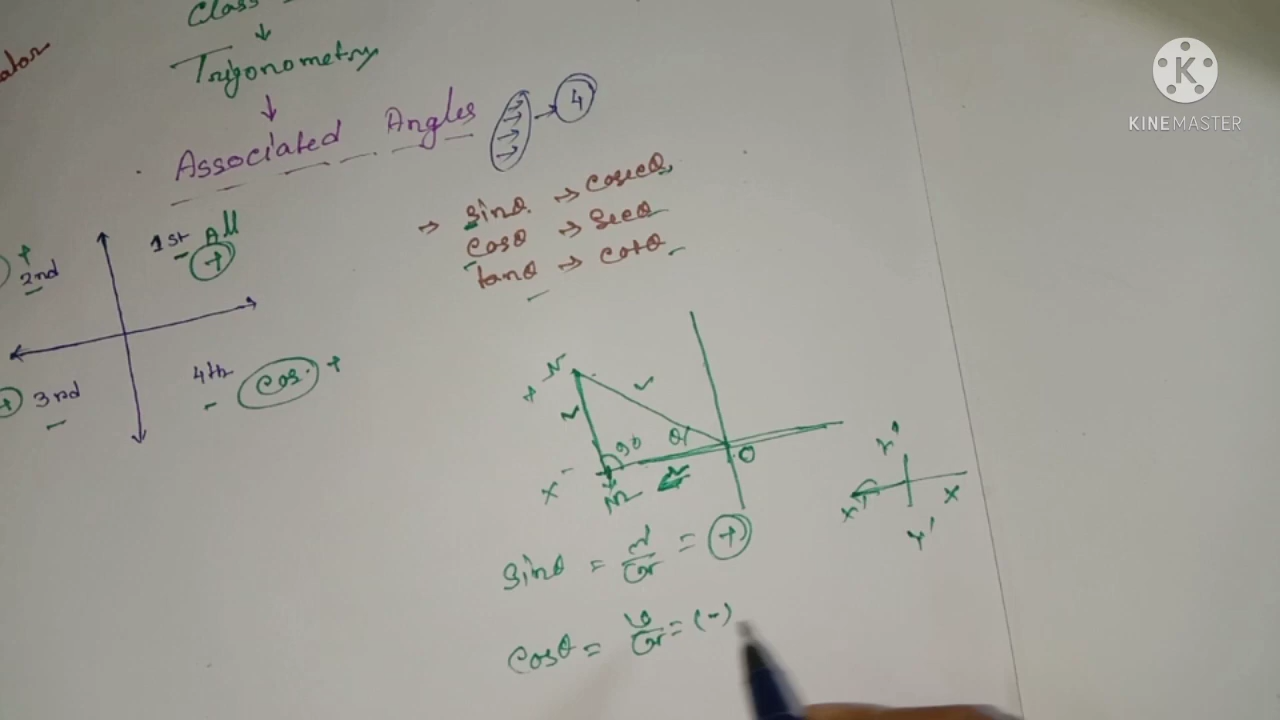 Class
Trigonometry
Associated Angles → 4
→ sinθ → cosecθ
cosθ → secθ
tanθ → cotθ
1st All
+
+
2nd
4th cos +
+ 3rd
+
90
θ
O
X
X
Y'
X'
sinθ = = +
cosθ = = (-)
KINEMASTER